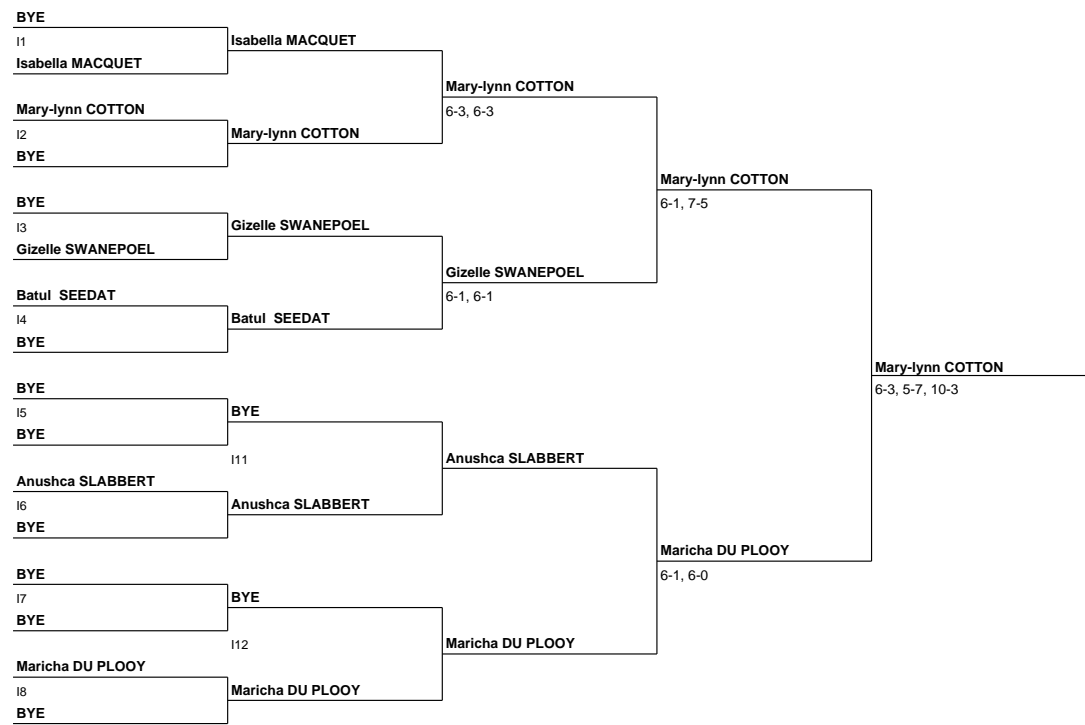 BYE
I1
Isabella MACQUET
Mary-lynn COTTON
I2
BYE
BYE
I3
Gizelle SWANEPOEL
Batul  SEEDAT
I4
BYE
BYE
I5
BYE
Anushca SLABBERT
I6
BYE
BYE
I7
BYE
Maricha DU PLOOY
I8
BYE
Isabella MACQUET
Mary-lynn COTTON
Gizelle SWANEPOEL
Batul  SEEDAT
BYE
I11
Anushca SLABBERT
BYE
I12
Maricha DU PLOOY
Mary-lynn COTTON
6-3, 6-3
Gizelle SWANEPOEL
6-1, 6-1
Anushca SLABBERT
Maricha DU PLOOY
Mary-lynn COTTON
6-1, 7-5
Maricha DU PLOOY
6-1, 6-0
Mary-lynn COTTON
6-3, 5-7, 10-3